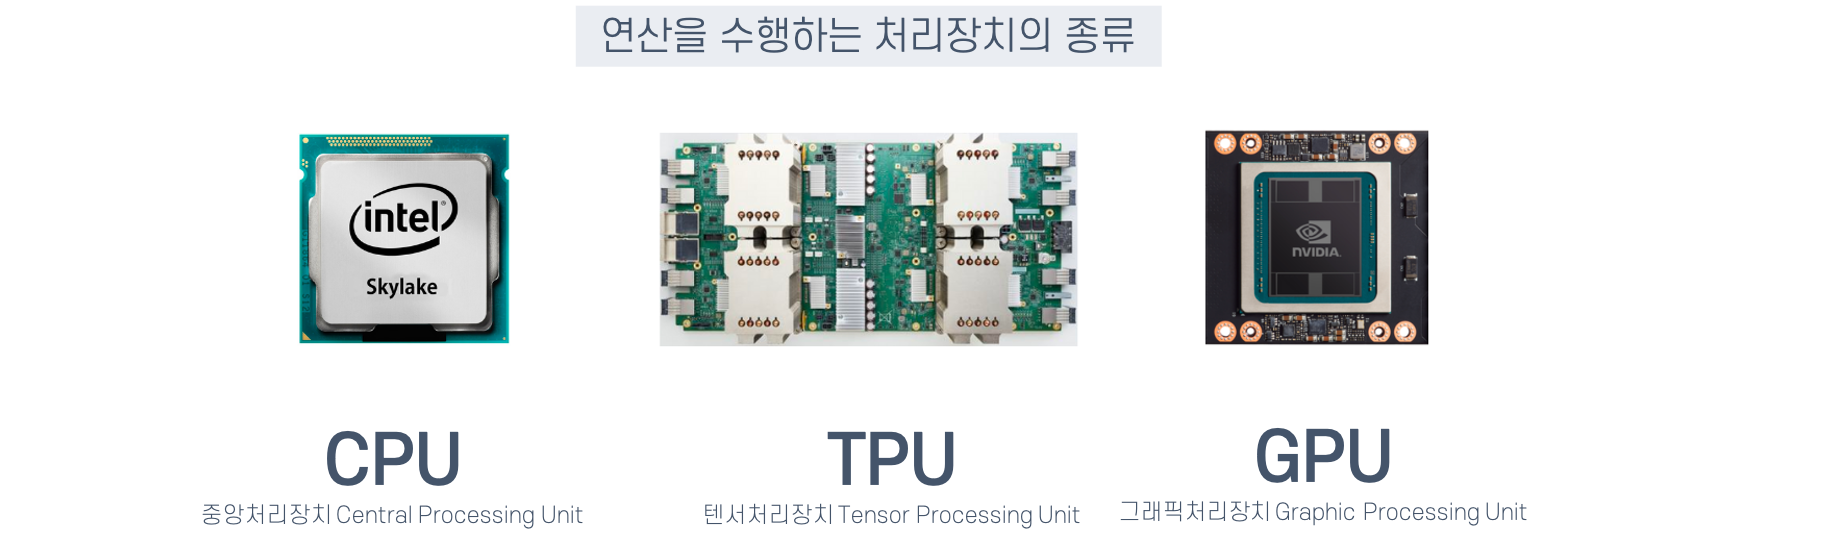 연산을 수행하는 처리장치의 종류
intel
Skylake
NVIDIA
CPU
TPU
GPU
중앙처리장치 Central Processing Unit
텐서처리장치 Tensor Processing Unit
그래픽처리장치 Graphic Processing Unit